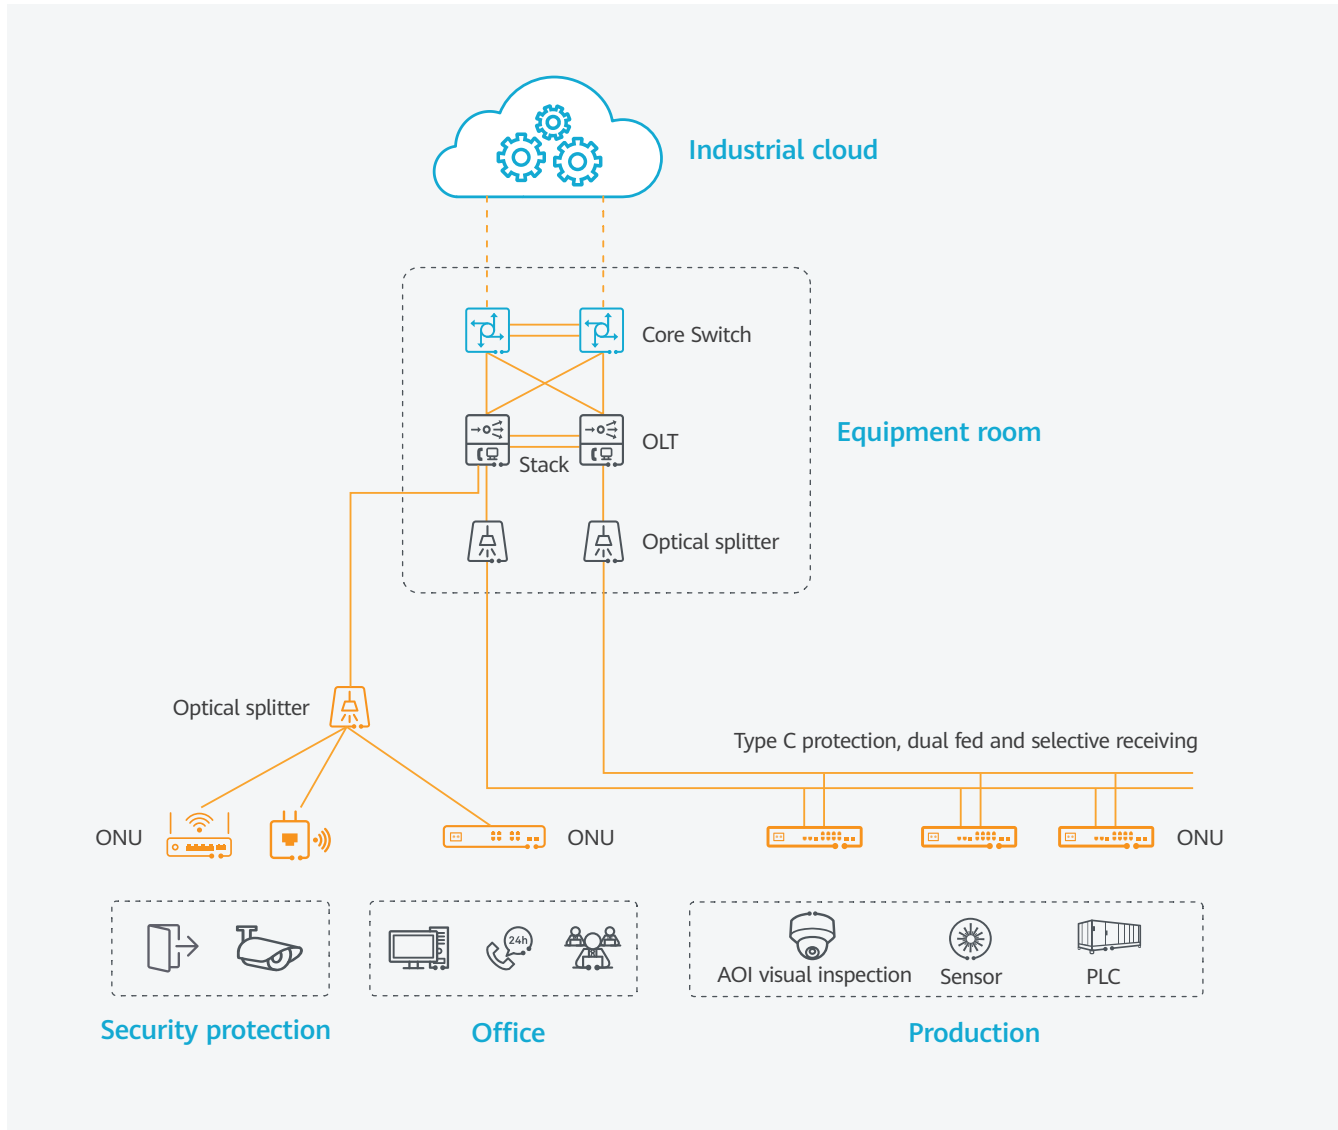 Industrial cloud
Core Switch
Equipment room
OLT
Stack
Optical splitter
Optical splitter
Type C protection, dual fed and selective receiving
ONU
ONU
ONU
24h
AOI visual inspection
Sensor
PLC
Security protection
Office
Production